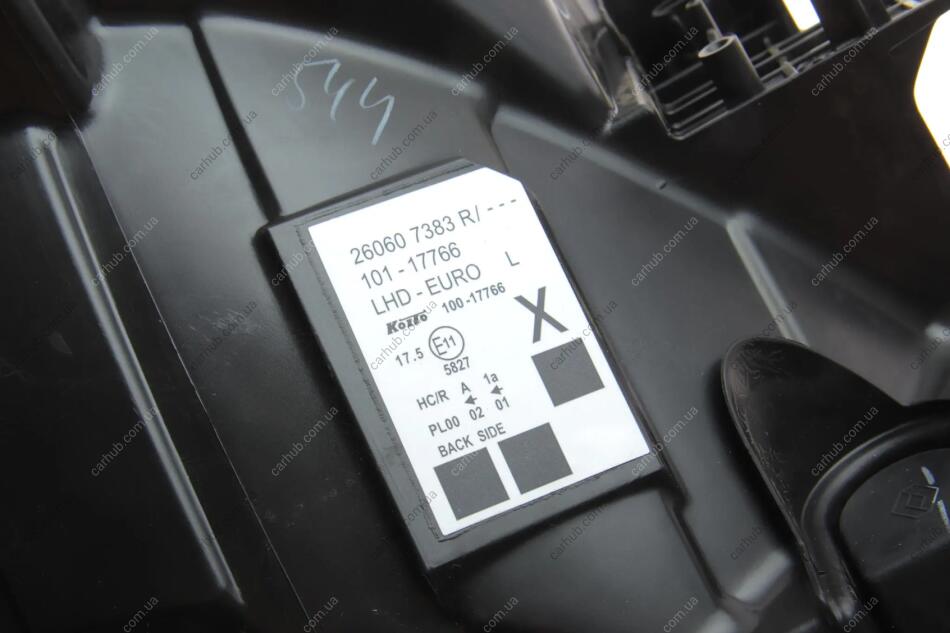 544
26060 7383 R/ - - -
101 - 17766
LHD - EURO L
Koito 100-17766
X
17.5 E11
5827
HC/R A 1a
PL00 02 01
BACK SIDE
carhub.com.ua